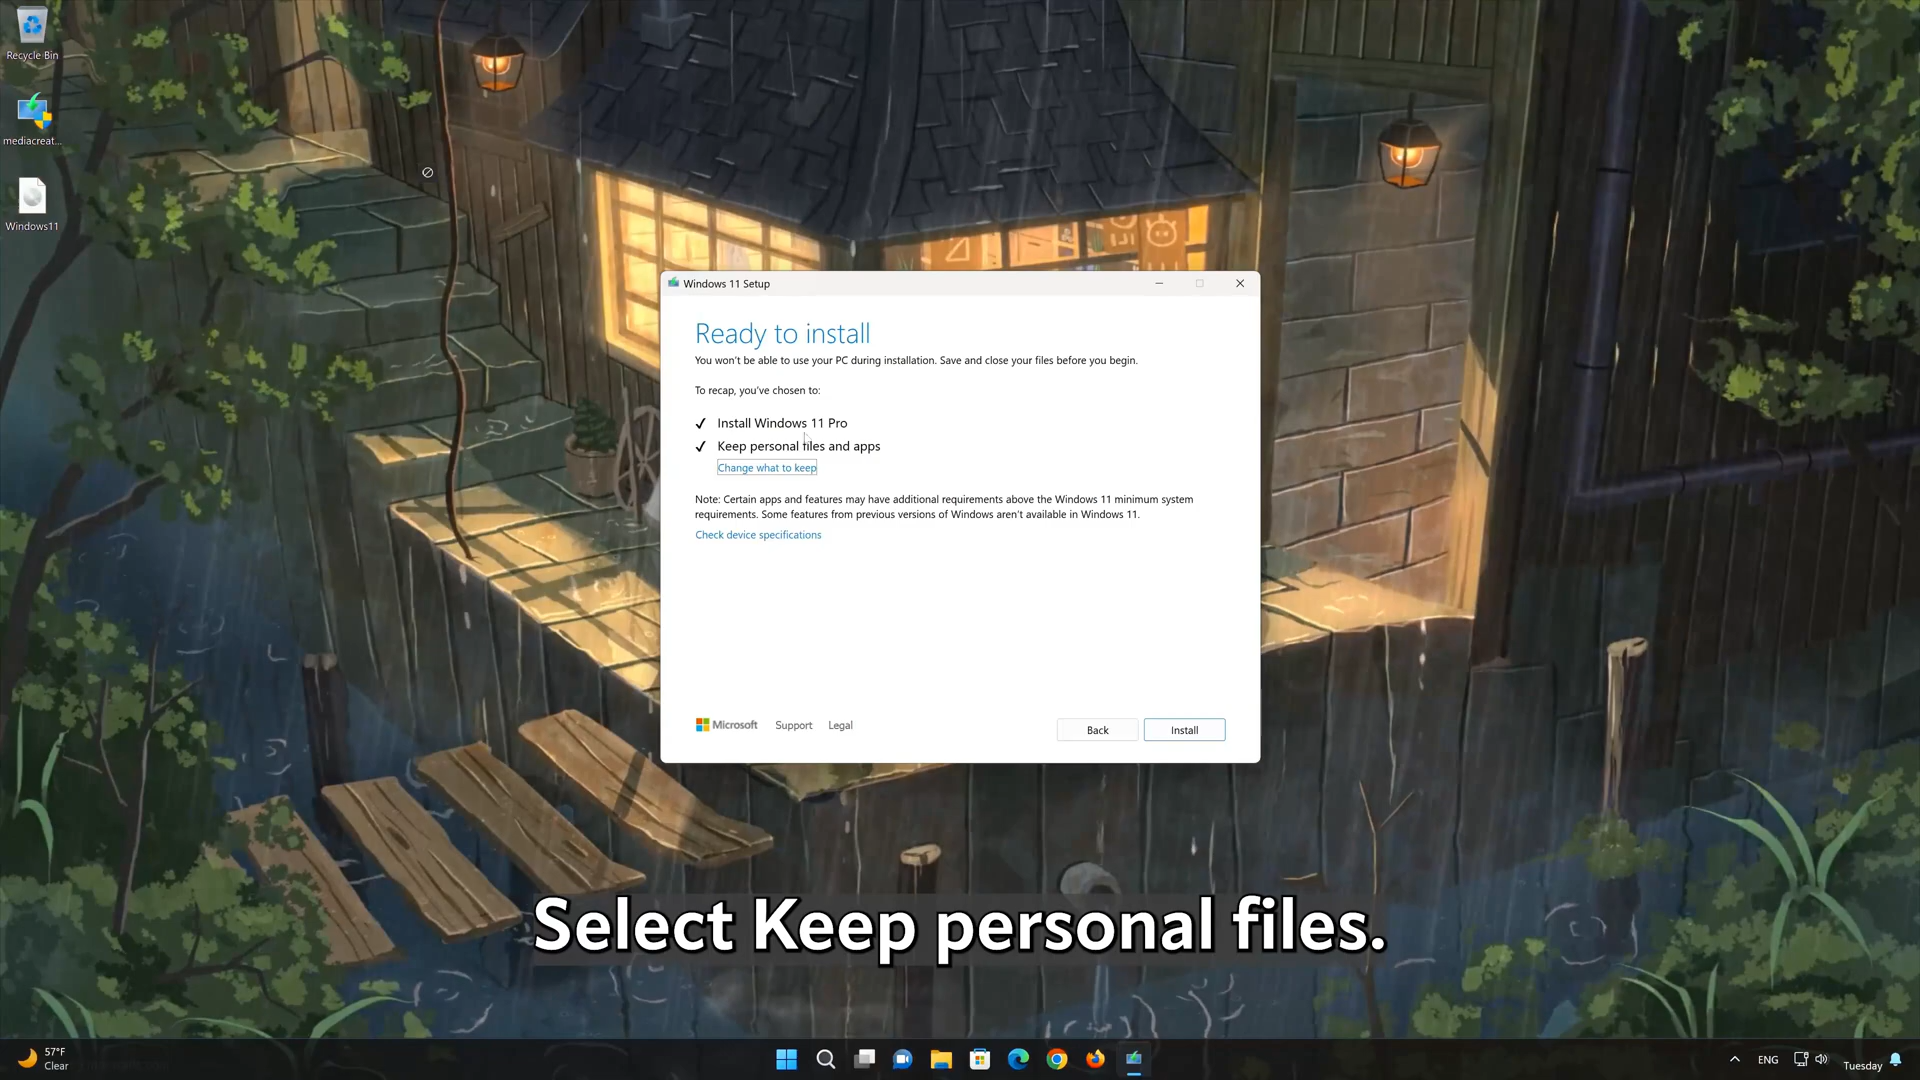 Recycle Bin
mediacreat...
Windows11
Windows 11 Setup
Ready to install
You won't be able to use your PC during installation. Save and close your files before you begin.
To recap, you've chosen to:
Install Windows 11 Pro
Keep personal files and apps
Change what to keep
Note: Certain apps and features may have additional requirements above the Windows 11 minimum system
requirements. Some features from previous versions of Windows aren't available in Windows 11.
Check device specifications
Microsoft Support Legal
Back Install
Select Keep personal files.
57°F
Clear
ENG
Tuesday